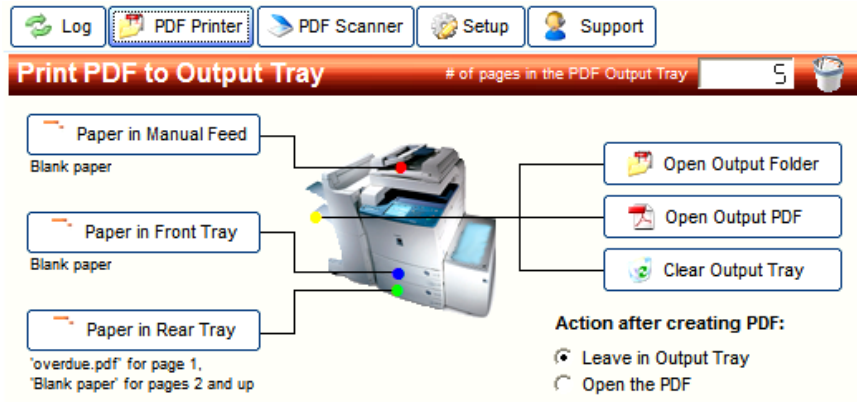 Log PDF Printer PDF Scanner Setup Support
Print PDF to Output Tray # of pages in the PDF Output Tray 5
Paper in Manual Feed
Blank paper
Open Output Folder
Paper in Front Tray
Open Output PDF
Blank paper
Clear Output Tray
Paper in Rear Tray
Action after creating PDF:
'overdue.pdf' for page 1,
Leave in Output Tray
'Blank paper' for pages 2 and up
Open the PDF